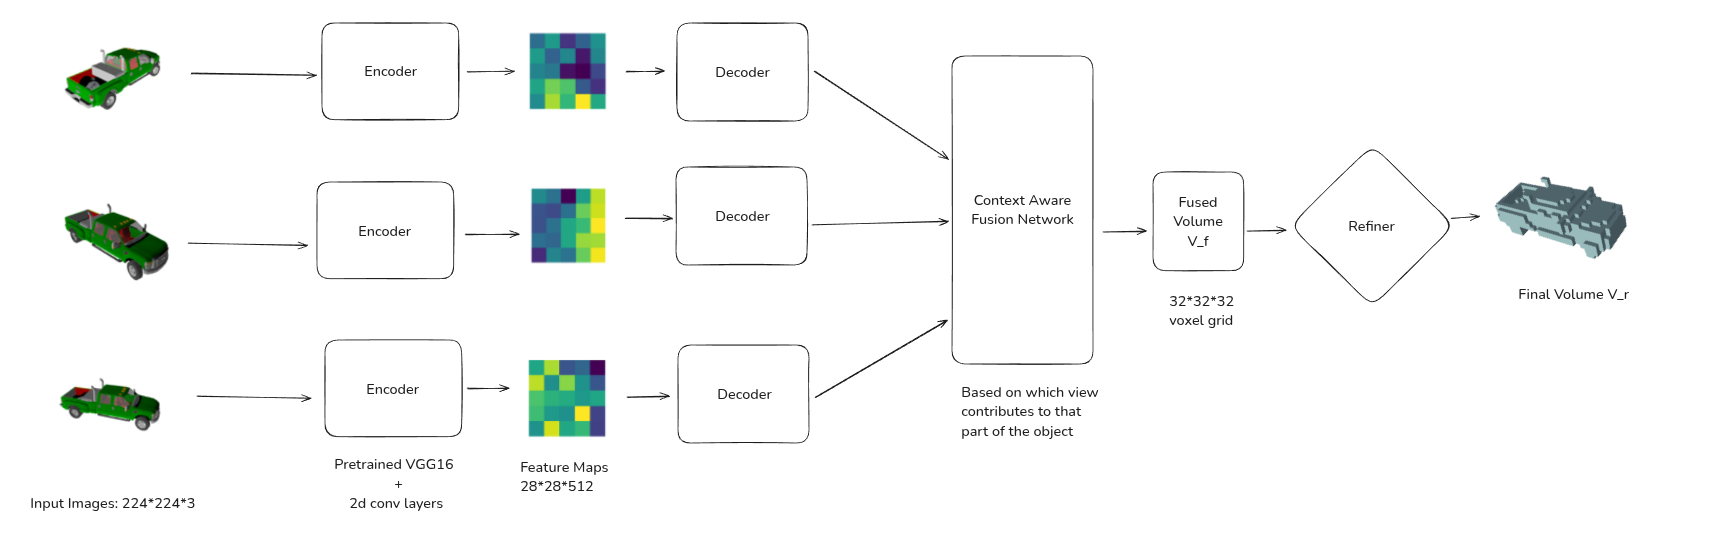 Encoder
Decoder
Encoder
Decoder
Encoder
Decoder
Pretrained VGG16
+
2d conv layers
Input Images: 224*224*3
Feature Maps
28*28*512
Context Aware
Fusion Network
Based on which view
contributes to that
part of the object
Fused
Volume
V_f
32*32*32
voxel grid
Refiner
Final Volume V_r